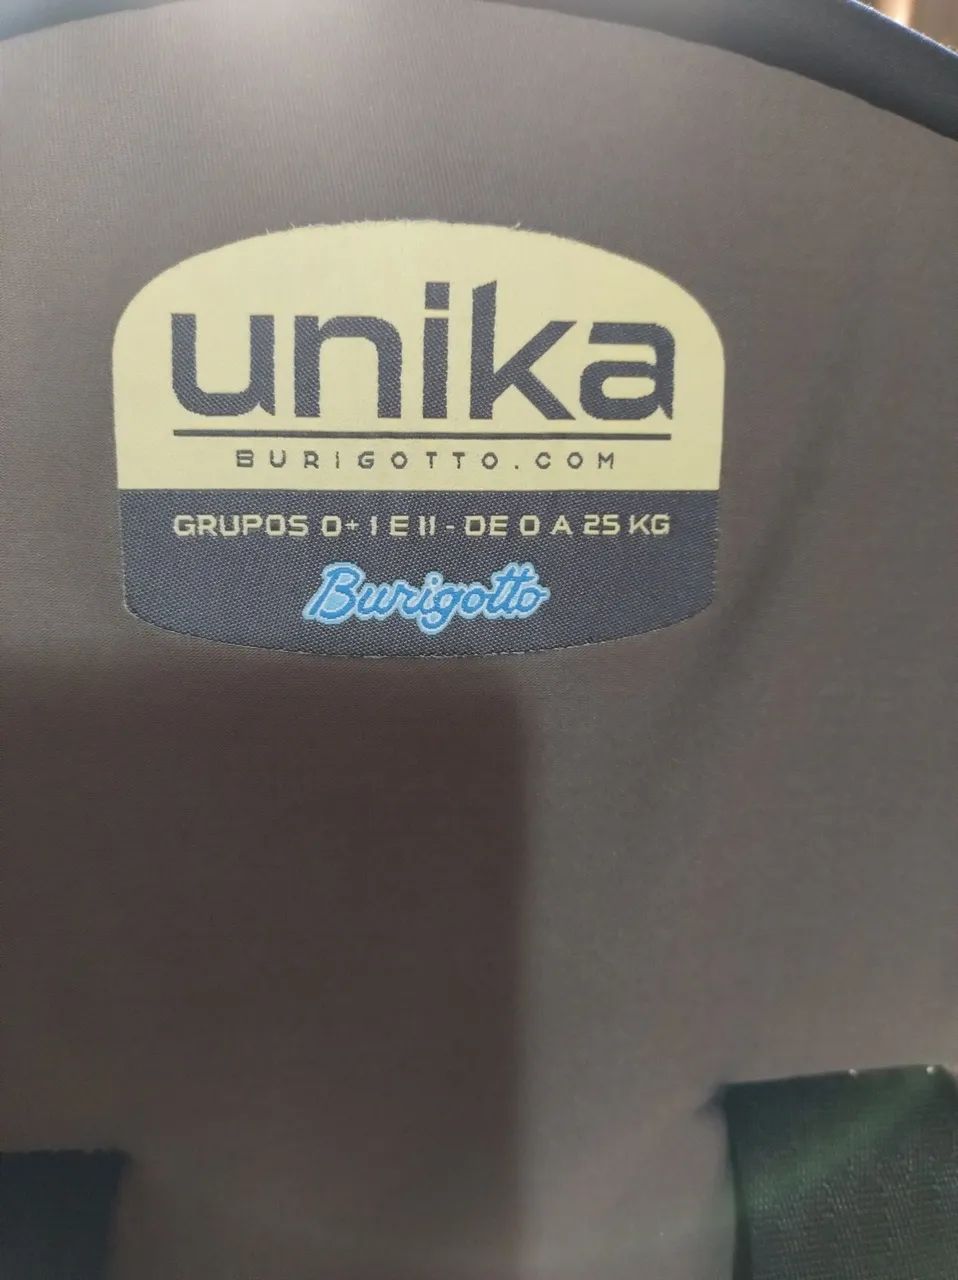 unika
BURIGOTTO.COM
GRUPOS 0+ I E II - DE 0 A 25 KG
Burigotto